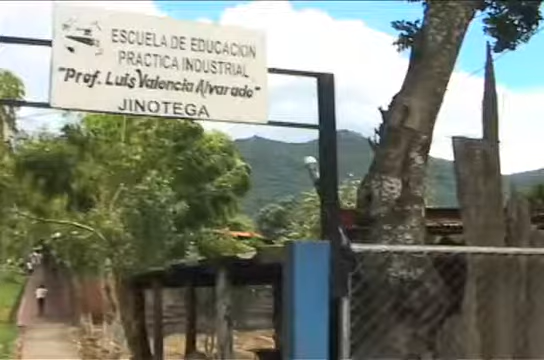 ESCUELA DE EDUCACION
PRACTICA INDUSTRIAL
"Prof. Luis Valencia Alvarado"
JINOTEGA